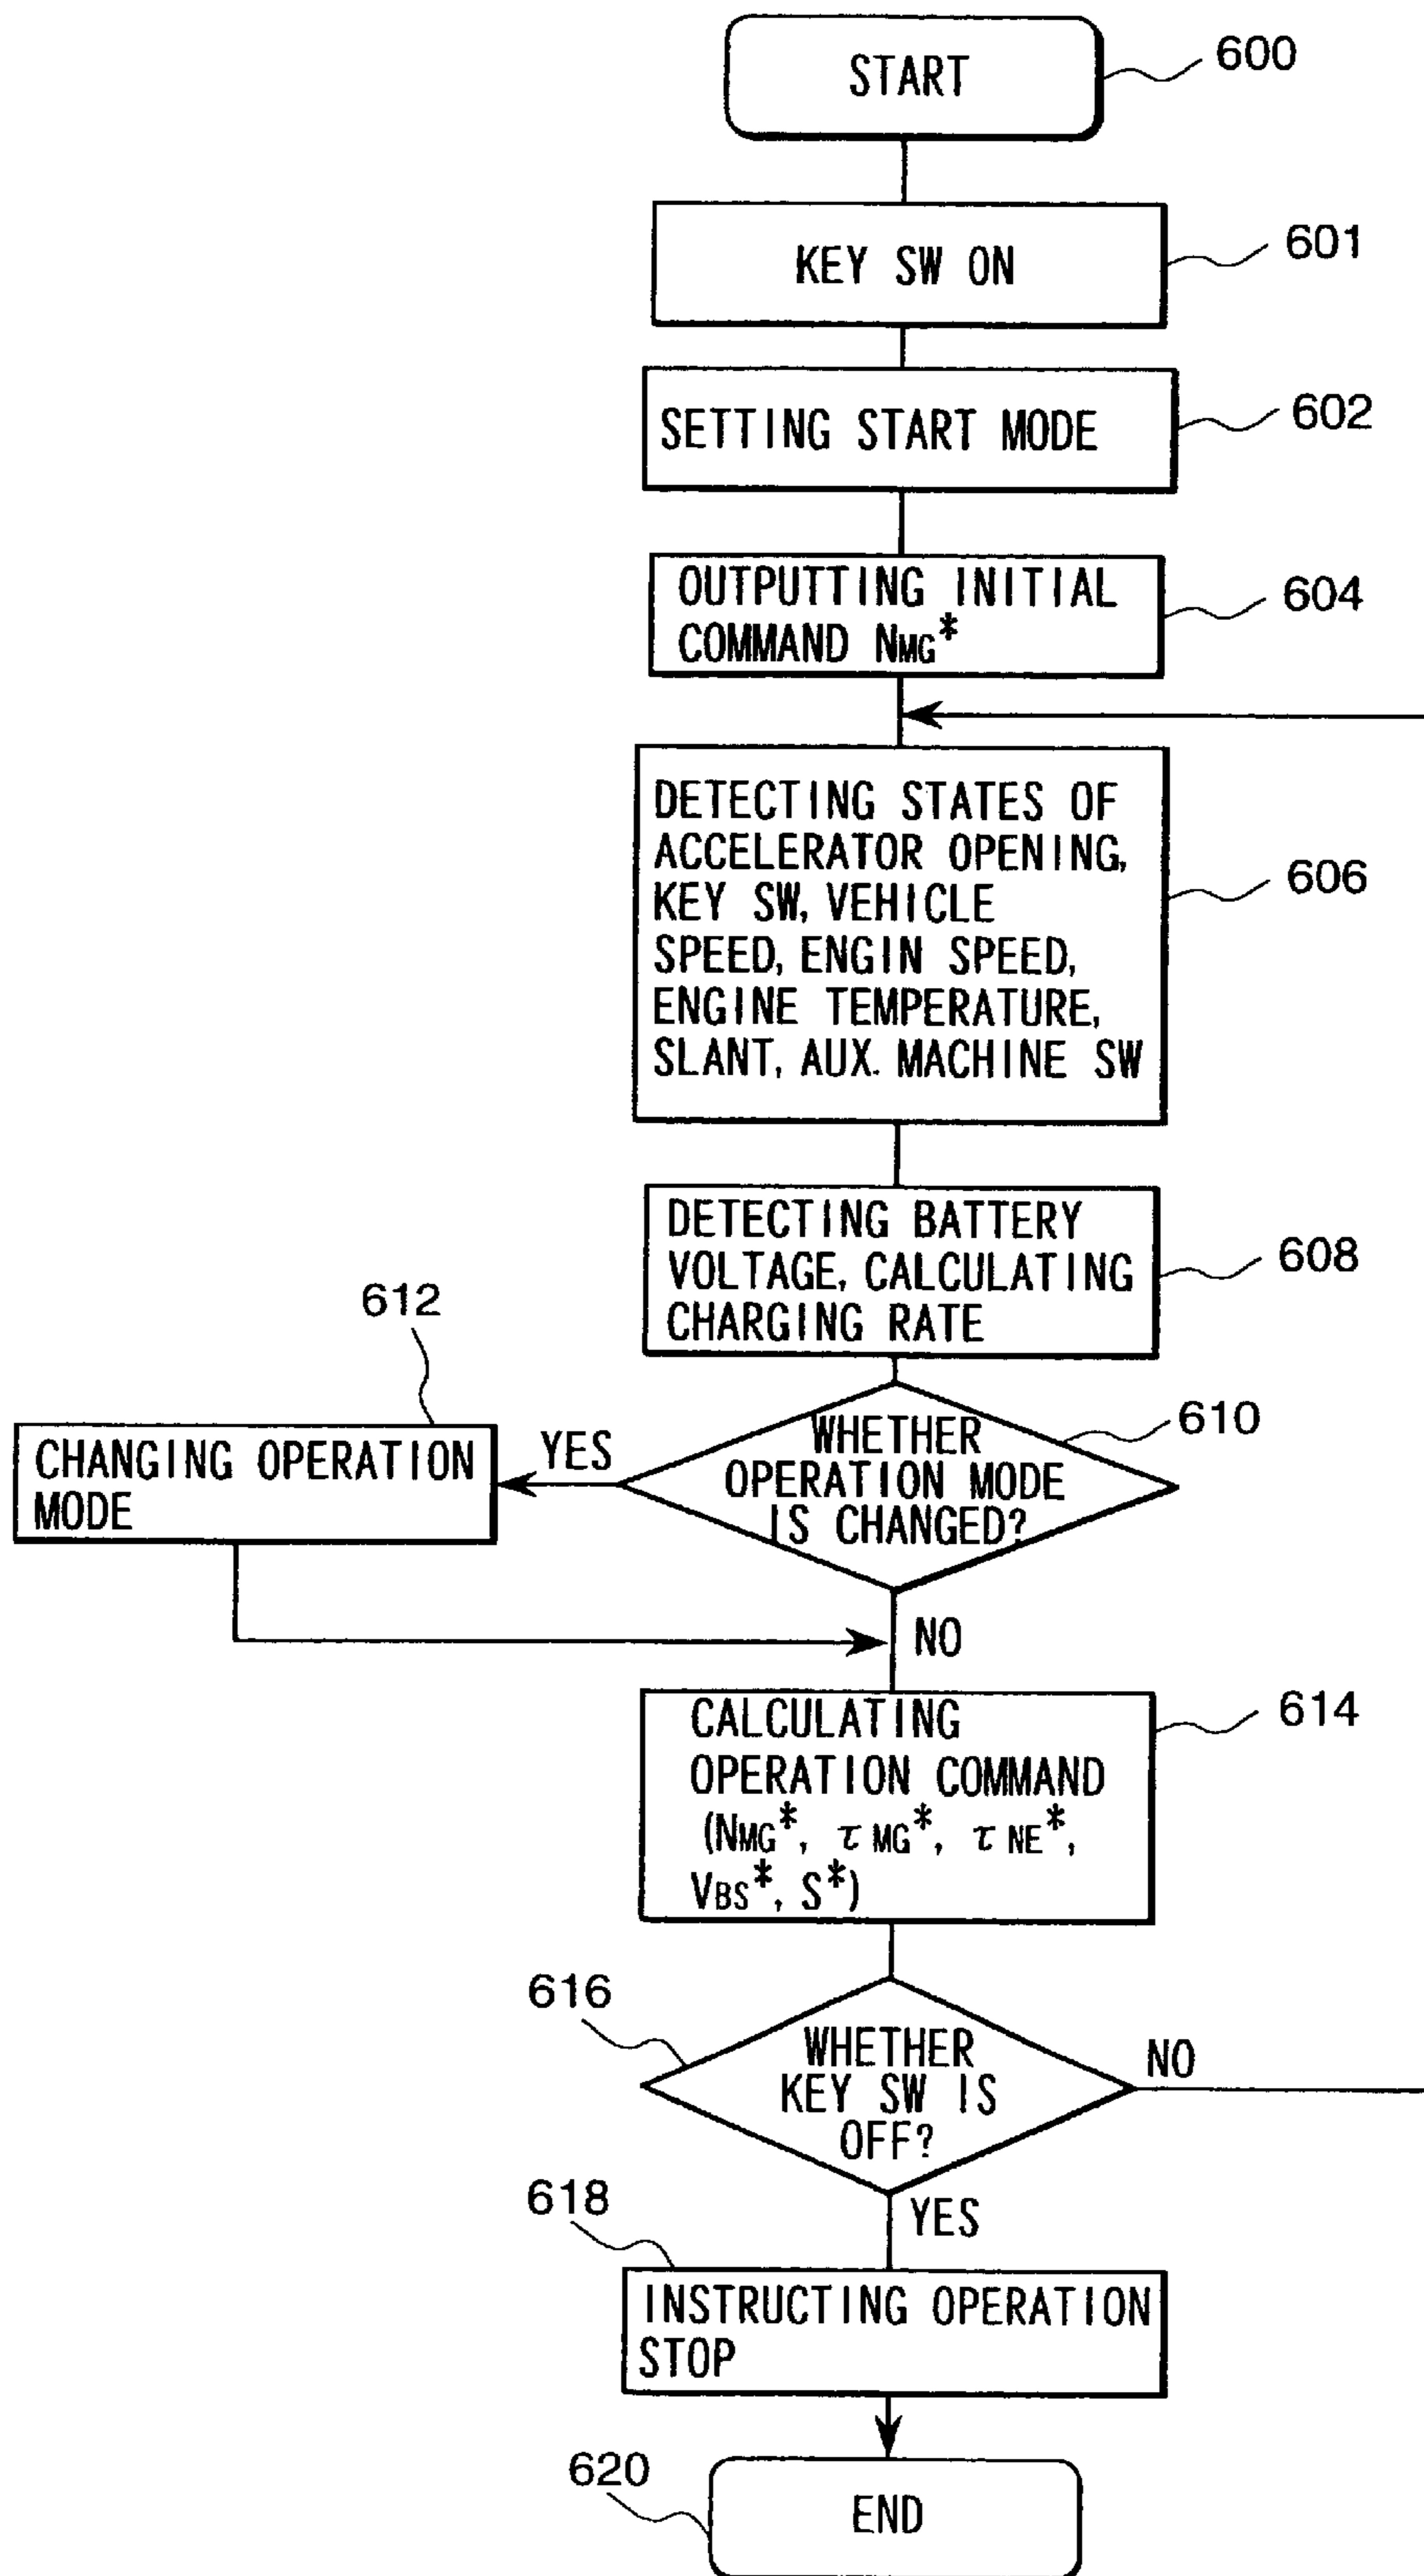 START
600
KEY SW ON
601
SETTING START MODE
602
OUTPUTTING INITIAL
COMMAND NMG*
604
DETECTING STATES OF
ACCELERATOR OPENING,
KEY SW, VEHICLE
SPEED, ENGIN SPEED,
ENGINE TEMPERATURE,
SLANT, AUX. MACHINE SW
606
DETECTING BATTERY
VOLTAGE, CALCULATING
CHARGING RATE
608
612
CHANGING OPERATION
MODE
YES
WHETHER
OPERATION MODE
IS CHANGED?
610
NO
CALCULATING
OPERATION COMMAND
(NMG*, τMG*, τNE*,
VBS*, S*)
614
616
WHETHER
KEY SW IS
OFF?
NO
YES
618
INSTRUCTING OPERATION
STOP
620
END